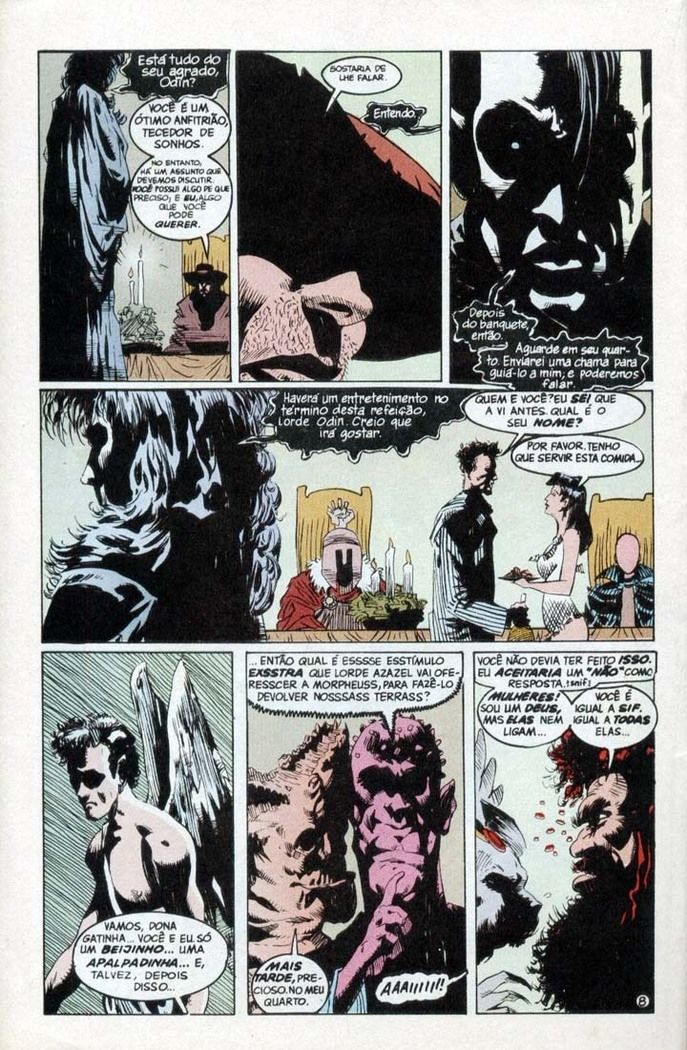 Está tudo do
seu agrado,
Odin?
VOCÊ É UM
ÓTIMO ANFITRIÃO,
TECEDOR DE
SONHOS.
NO ENTANTO,
HÁ UM ASSUNTO QUE
DEVEMOS DISCUTIR.
VOCÊ POSSUI ALGO DE QUE
PRECISO; E EU, ALGO
QUE VOCÊ
PODE
QUERER.
GOSTARIA DE
LHE FALAR.
Entendo.
Depois
do banquete,
então.
Aguarde em seu quar-
to. Enviarei uma chama para
guiá-lo a mim; e poderemos
falar.
Haverá um entretenimento no
término desta refeição,
Lorde Odin. Creio que
irá gostar.
QUEM E VOCÊ? EU SEI QUE
A VI ANTES. QUAL É O
SEU NOME?
POR FAVOR. TENHO
QUE SERVIR ESTA COMIDA...
VAMOS, DONA
GATINHA... VOCÊ E EU. SÓ
UM BEIJINHO... UMA
APALPADINHA... E,
TALVEZ, DEPOIS
DISSO...
... ENTÃO QUAL É ESSSSE ESSTÍMULO
EXSSTRA QUE LORDE AZAZEL VAI OFE-
RESSCER A MORPHEUSS, PARA FAZÊ-LO
DEVOLVER NOSSSASS TERRASS?
MAIS
TARDE, PRE-
CIOSO. NO MEU
QUARTO.
AAAIIIIII!
VOCÊ NÃO DEVIA TER FEITO ISSO.
EU ACEITARIA UM "NÃO" COMO
RESPOSTA. !snif!
MULHERES!
SOU UM DEUS,
MAS ELAS NEM
LIGAM...
VOCÊ É
IGUAL A SIF.
IGUAL A TODAS
ELAS...
8